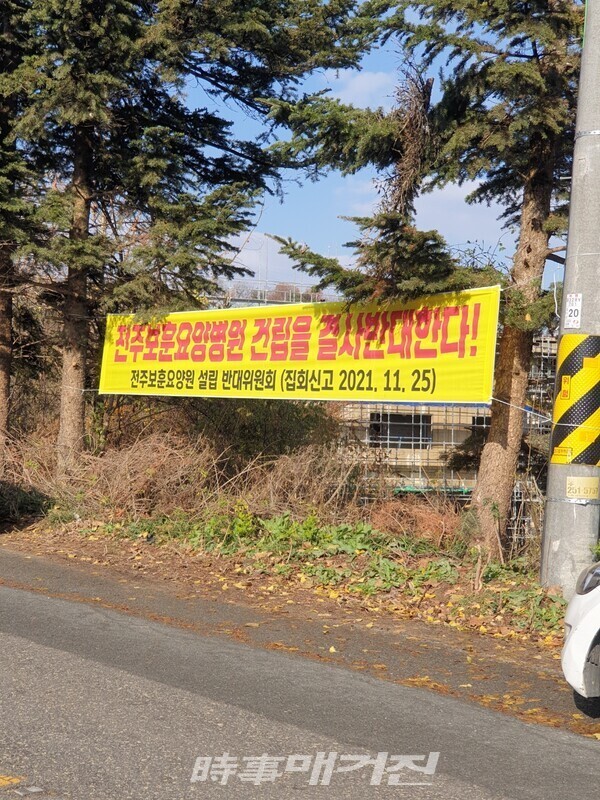 전주보훈요양병원 건립을 결사반대한다!
전주보훈요양원 설립 반대위원회 (집회신고 2021. 11. 25)
20
時事매거진